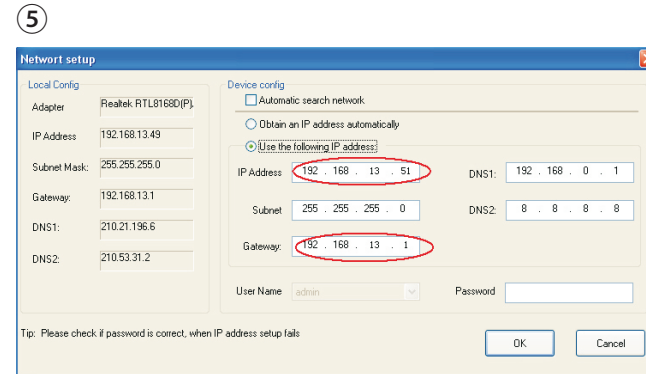 ⑤
Networt setup
Local Config
Adapter Realtek RTL8168D(P).
IP Address 192.168.13.49
Subnet Mask: 255.255.255.0
Gateway: 192.168.13.1
DNS1: 210.21.196.6
DNS2: 210.53.31.2
Device config
Automatic search network
Obtain an IP address automatically
Use the following IP address:
IP Address 192 . 168 . 13 . 51 DNS1: 192 . 168 . 0 . 1
Subnet 255 . 255 . 255 . 0 DNS2: 8 . 8 . 8 . 8
Gateway: 192 . 168 . 13 . 1
User Name admin Password
Tip: Please check if password is correct, when IP address setup fails
OK Cancel